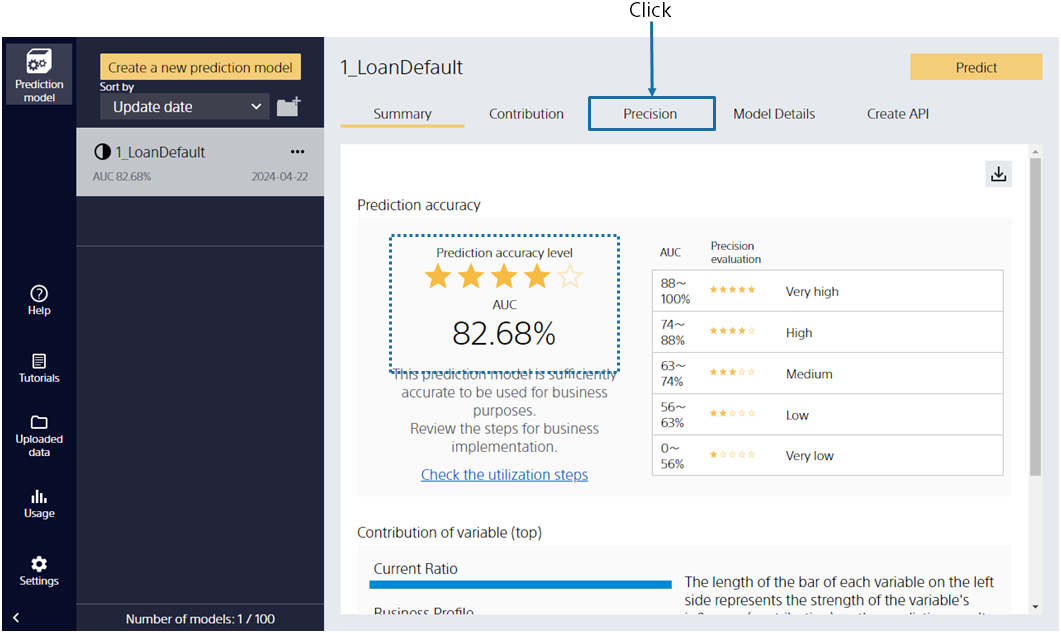 Click
Prediction
model
Create a new prediction model
Sort by
Update date
1_LoanDefault
AUC 82.68%
2024-04-22
Help
Tutorials
Uploaded
data
Usage
Settings
Number of models: 1 / 100
1_LoanDefault
Predict
Summary
Contribution
Precision
Model Details
Create API
Prediction accuracy
Prediction accuracy level
AUC
82.68%
This prediction model is sufficiently
accurate to be used for business
purposes.
Review the steps for business
implementation.
Check the utilization steps
AUC
Precision
evaluation
88～
100%
Very high
74～
88%
High
63～
74%
Medium
56～
63%
Low
0～
56%
Very low
Contribution of variable (top)
Current Ratio
Business Profile
The length of the bar of each variable on the left
side represents the strength of the variable's